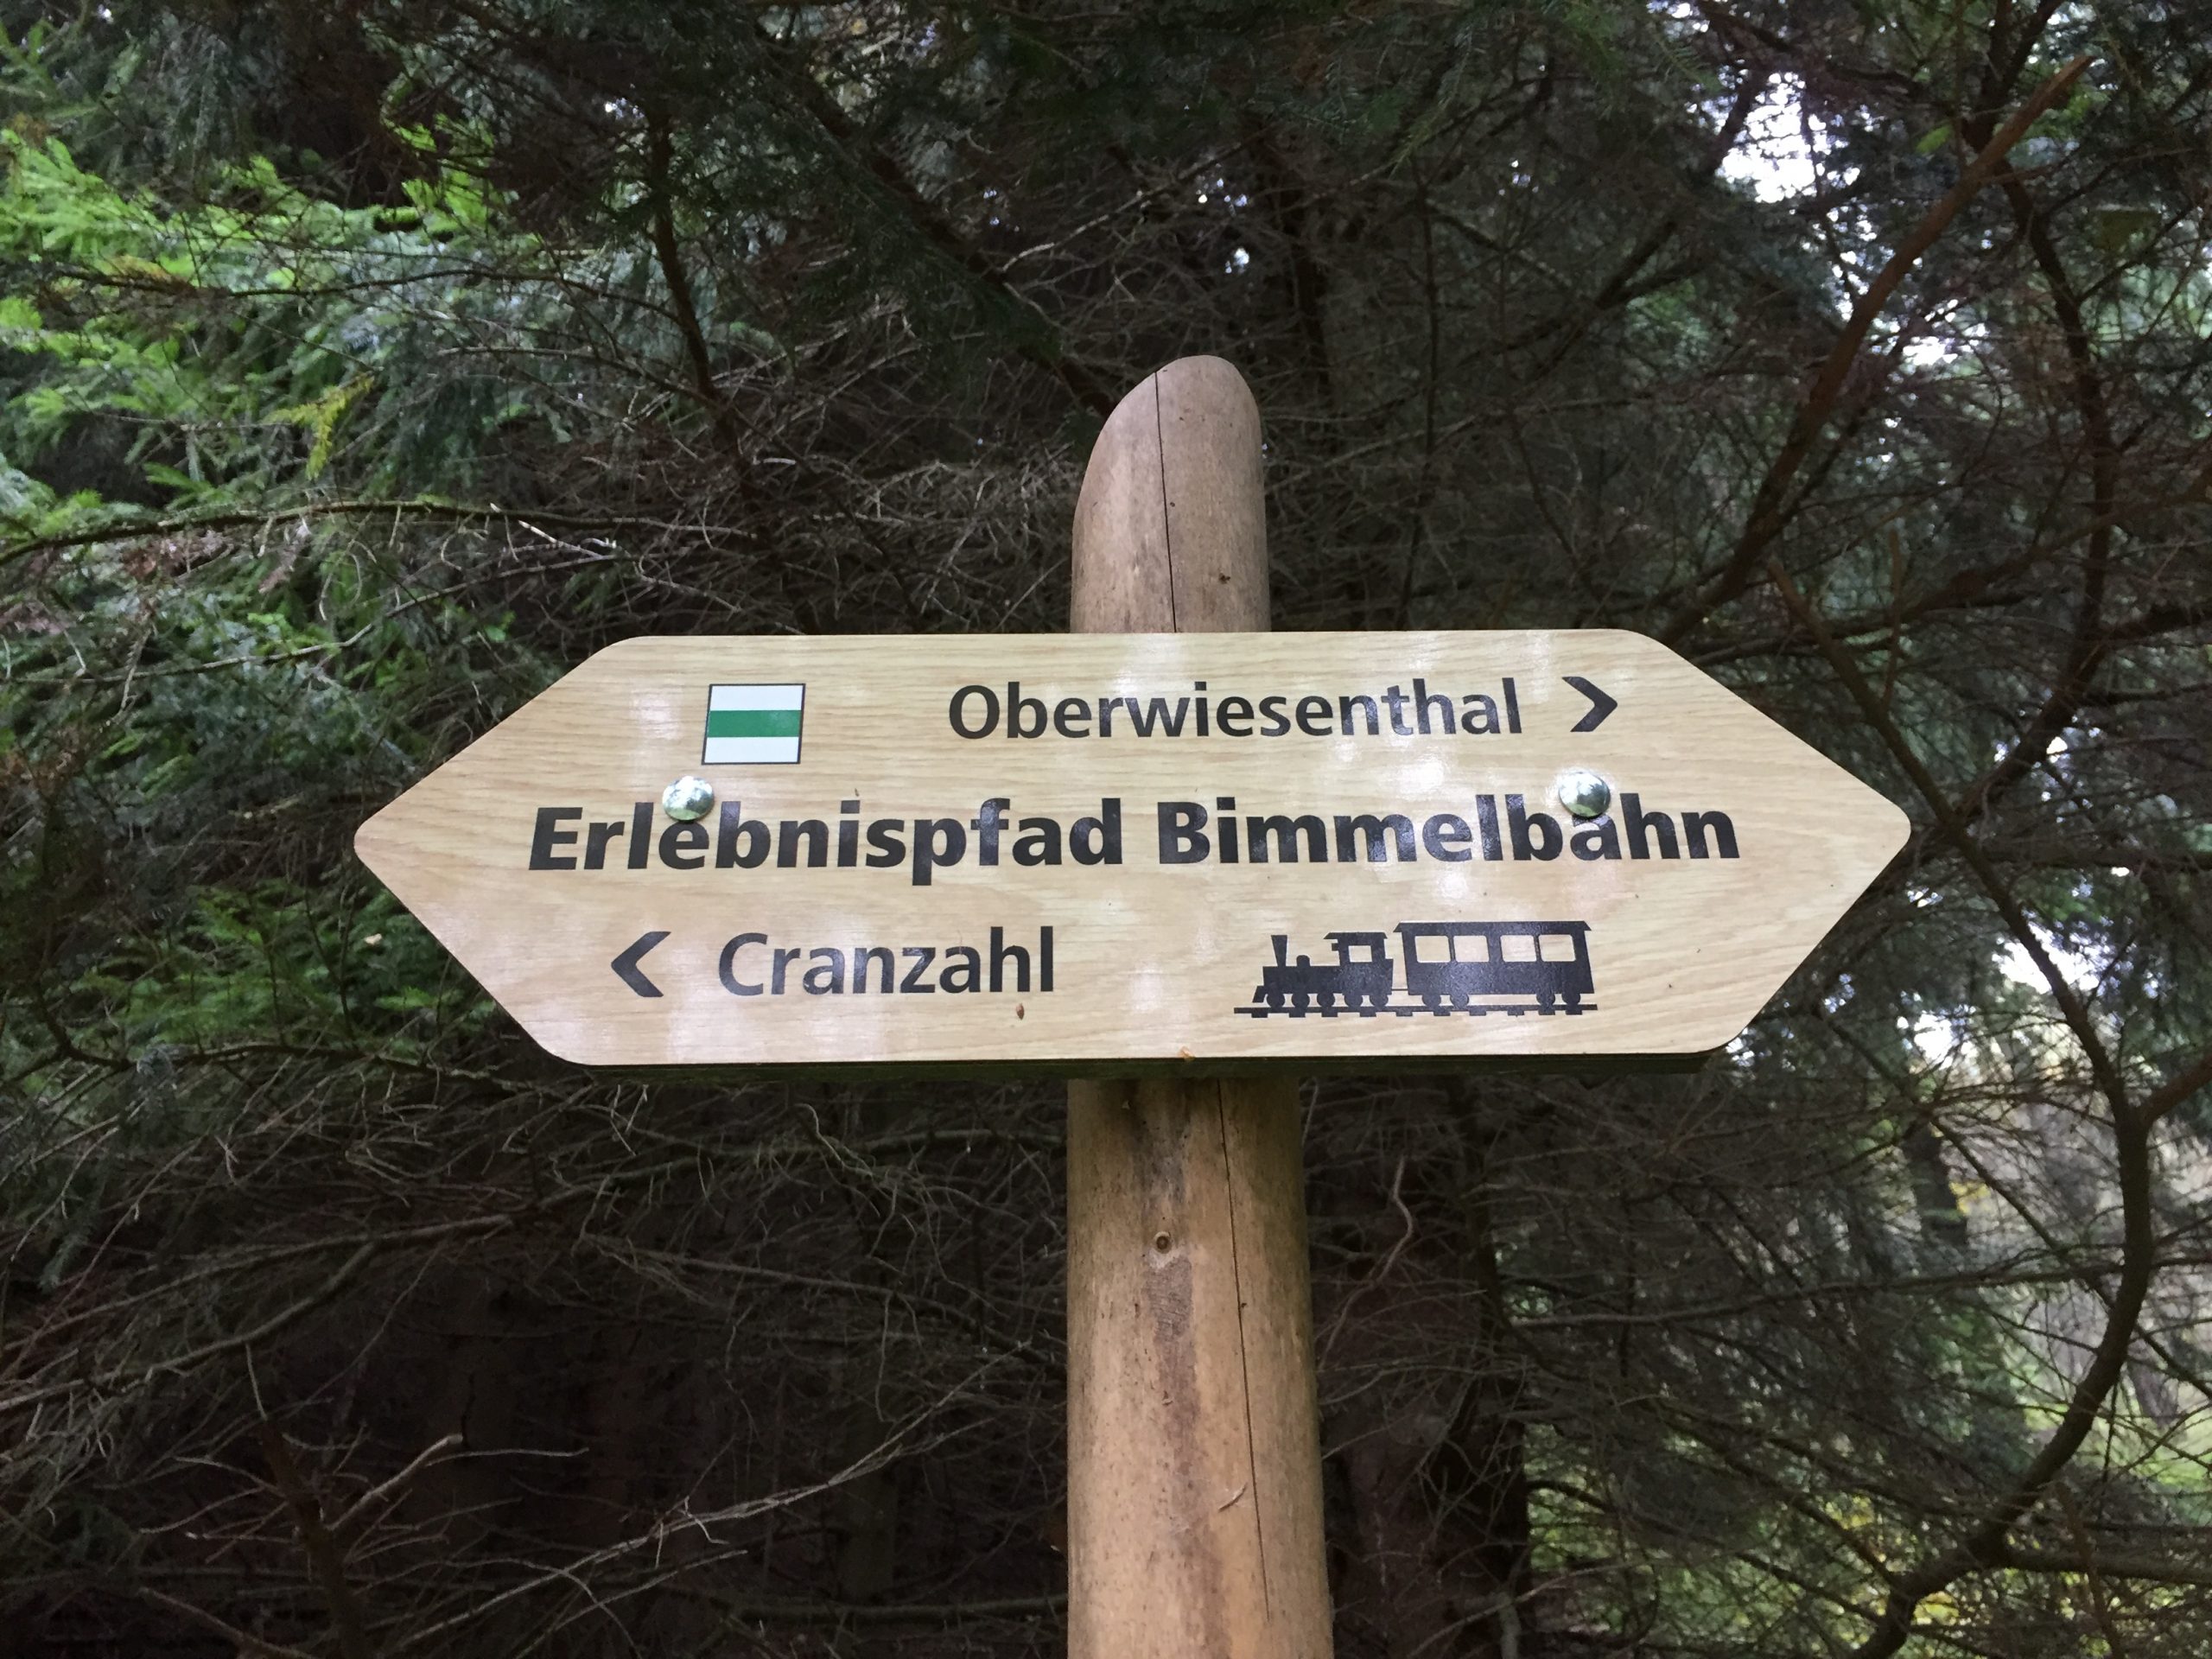 Oberwiesenthal >
Erlebnispfad Bimmelbahn
< Cranzahl